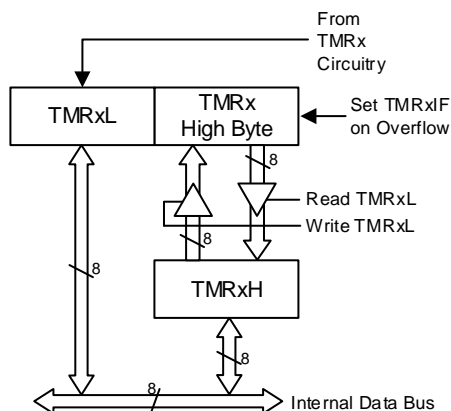 From
TMRx
Circuitry
TMRxL
TMRx
High Byte
Set TMRxIF
on Overflow
8
Read TMRxL
Write TMRxL
8
8
TMRxH
8
8
Internal Data Bus